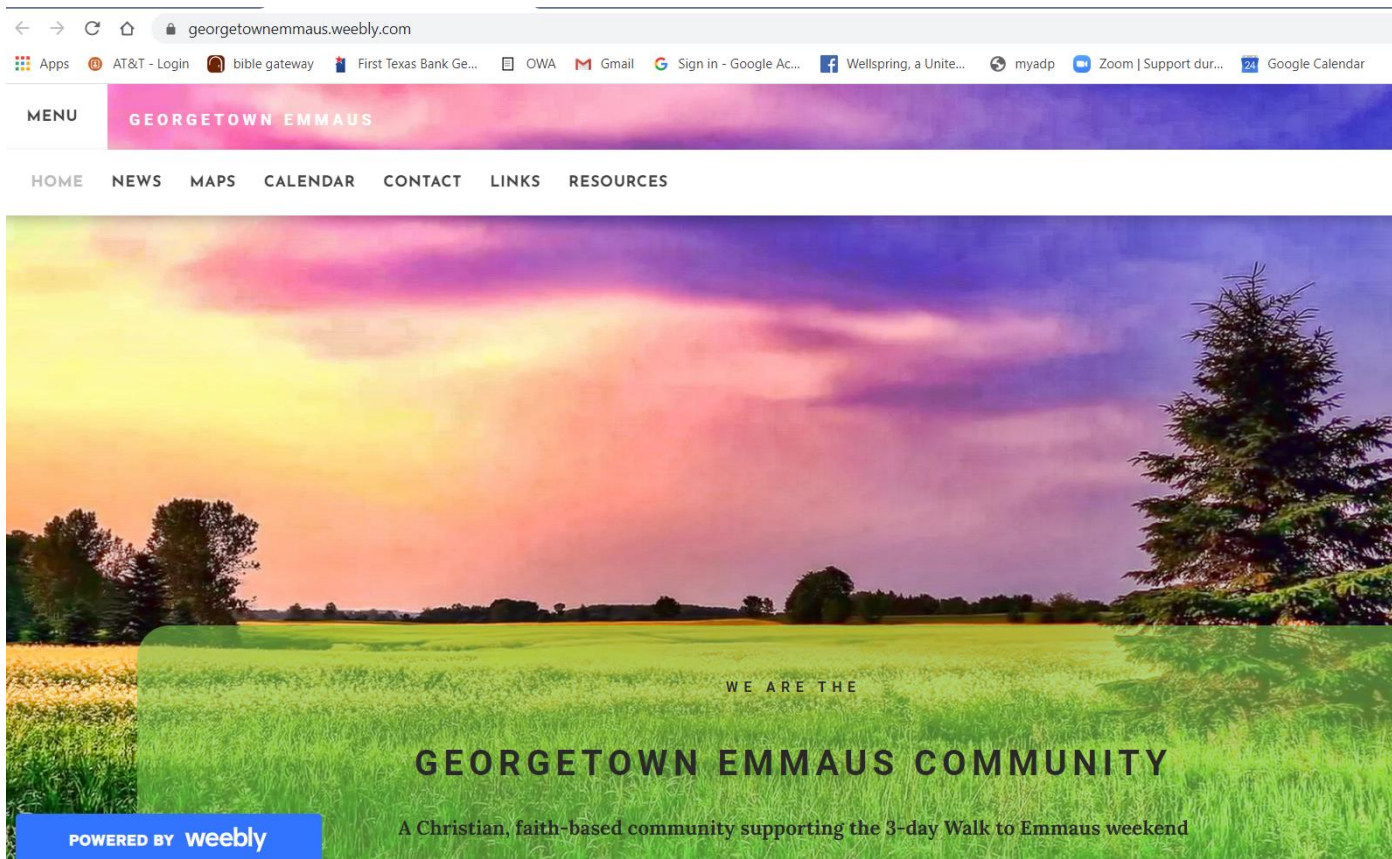 georgetownemmaus.weebly.com
Apps AT&T - Login bible gateway First Texas Bank Ge... OWA Gmail Sign in - Google Ac... Wellspring, a Unite... myadp Zoom | Support dur... 24 Google Calendar
MENU GEORGETOWN EMMAUS
HOME NEWS MAPS CALENDAR CONTACT LINKS RESOURCES
WE ARE THE
GEORGETOWN EMMAUS COMMUNITY
A Christian, faith-based community supporting the 3-day Walk to Emmaus weekend
POWERED BY weebly